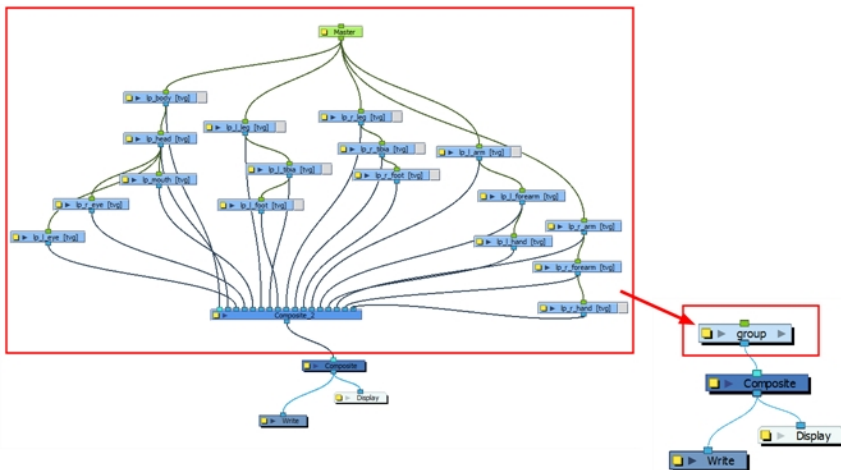 Master
lp_body [tvg]
lp_r_leg [tvg]
lp_l_leg [tvg]
lp_head [tvg]
lp_r_tibia [tvg]
lp_l_arm [tvg]
lp_l_tibia [tvg]
lp_r_foot [tvg]
lp_mouth [tvg]
lp_l_forearm [tvg]
lp_r_eye [tvg]
lp_l_foot [tvg]
lp_r_arm [tvg]
lp_l_eye [tvg]
lp_l_hand [tvg]
lp_r_forearm [tvg]
lp_r_hand [tvg]
Composite_2
group
Composite
Composite
Display
Write
Display
Write